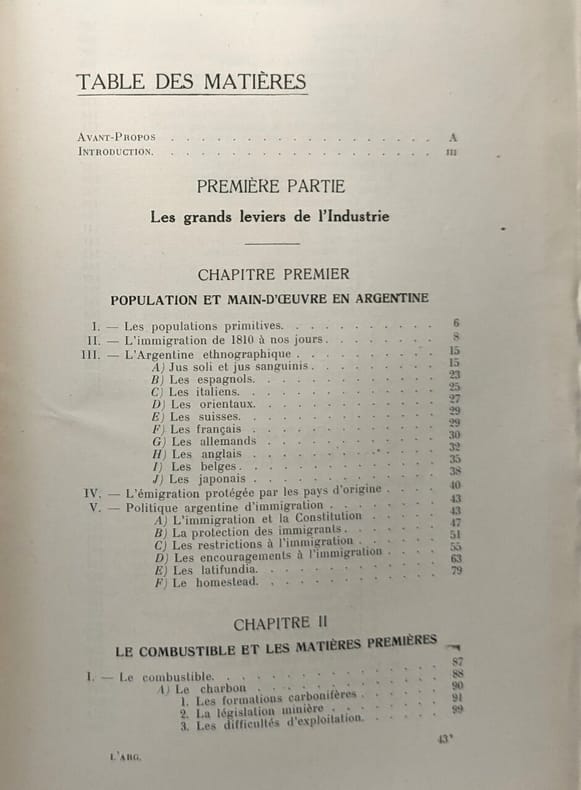 TABLE DES MATIÈRES
AVANT-PROPOS . . . . . . . . . . . . . . . . . A
INTRODUCTION. . . . . . . . . . . . . . . . . III
PREMIÈRE PARTIE
Les grands leviers de l'Industrie
CHAPITRE PREMIER
POPULATION ET MAIN-D'ŒUVRE EN ARGENTINE
I. — Les populations primitives. . . . . . . . . . 6
II. — L'immigration de 1810 à nos jours . . . . . . . 8
III. — L'Argentine ethnographique . . . . . . . . . 15
A) Jus soli et jus sanguinis . . . . . . . . 15
B) Les espagnols. . . . . . . . . . . 23
C) Les italiens. . . . . . . . . . . 25
D) Les orientaux. . . . . . . . . . . 27
E) Les suisses. . . . . . . . . . . 29
F) Les français . . . . . . . . . . . 29
G) Les allemands . . . . . . . . . . 30
H) Les anglais . . . . . . . . . . . 32
I) Les belges . . . . . . . . . . . 35
J) Les japonais . . . . . . . . . . . 38
IV. — L'émigration protégée par les pays d'origine . . . . 40
V. — Politique argentine d'immigration . . . . . . . 43
A) L'immigration et la Constitution . . . . . 43
B) La protection des immigrants . . . . . . 47
C) Les restrictions à l'immigration . . . . . 51
D) Les encouragements à l'immigration . . . . 55
E) Les latifundia. . . . . . . . . . 63
F) Le homestead. . . . . . . . . . 79
CHAPITRE II
LE COMBUSTIBLE ET LES MATIÈRES PREMIÈRES
I. — Le combustible. . . . . . . . . . . . 87
A) Le charbon . . . . . . . . . . 88
1. Les formations carbonifères . . . . . 90
2. La législation minière . . . . . . 91
3. Les difficultés d'exploitation. . . . . 99
43*
L'ARG.